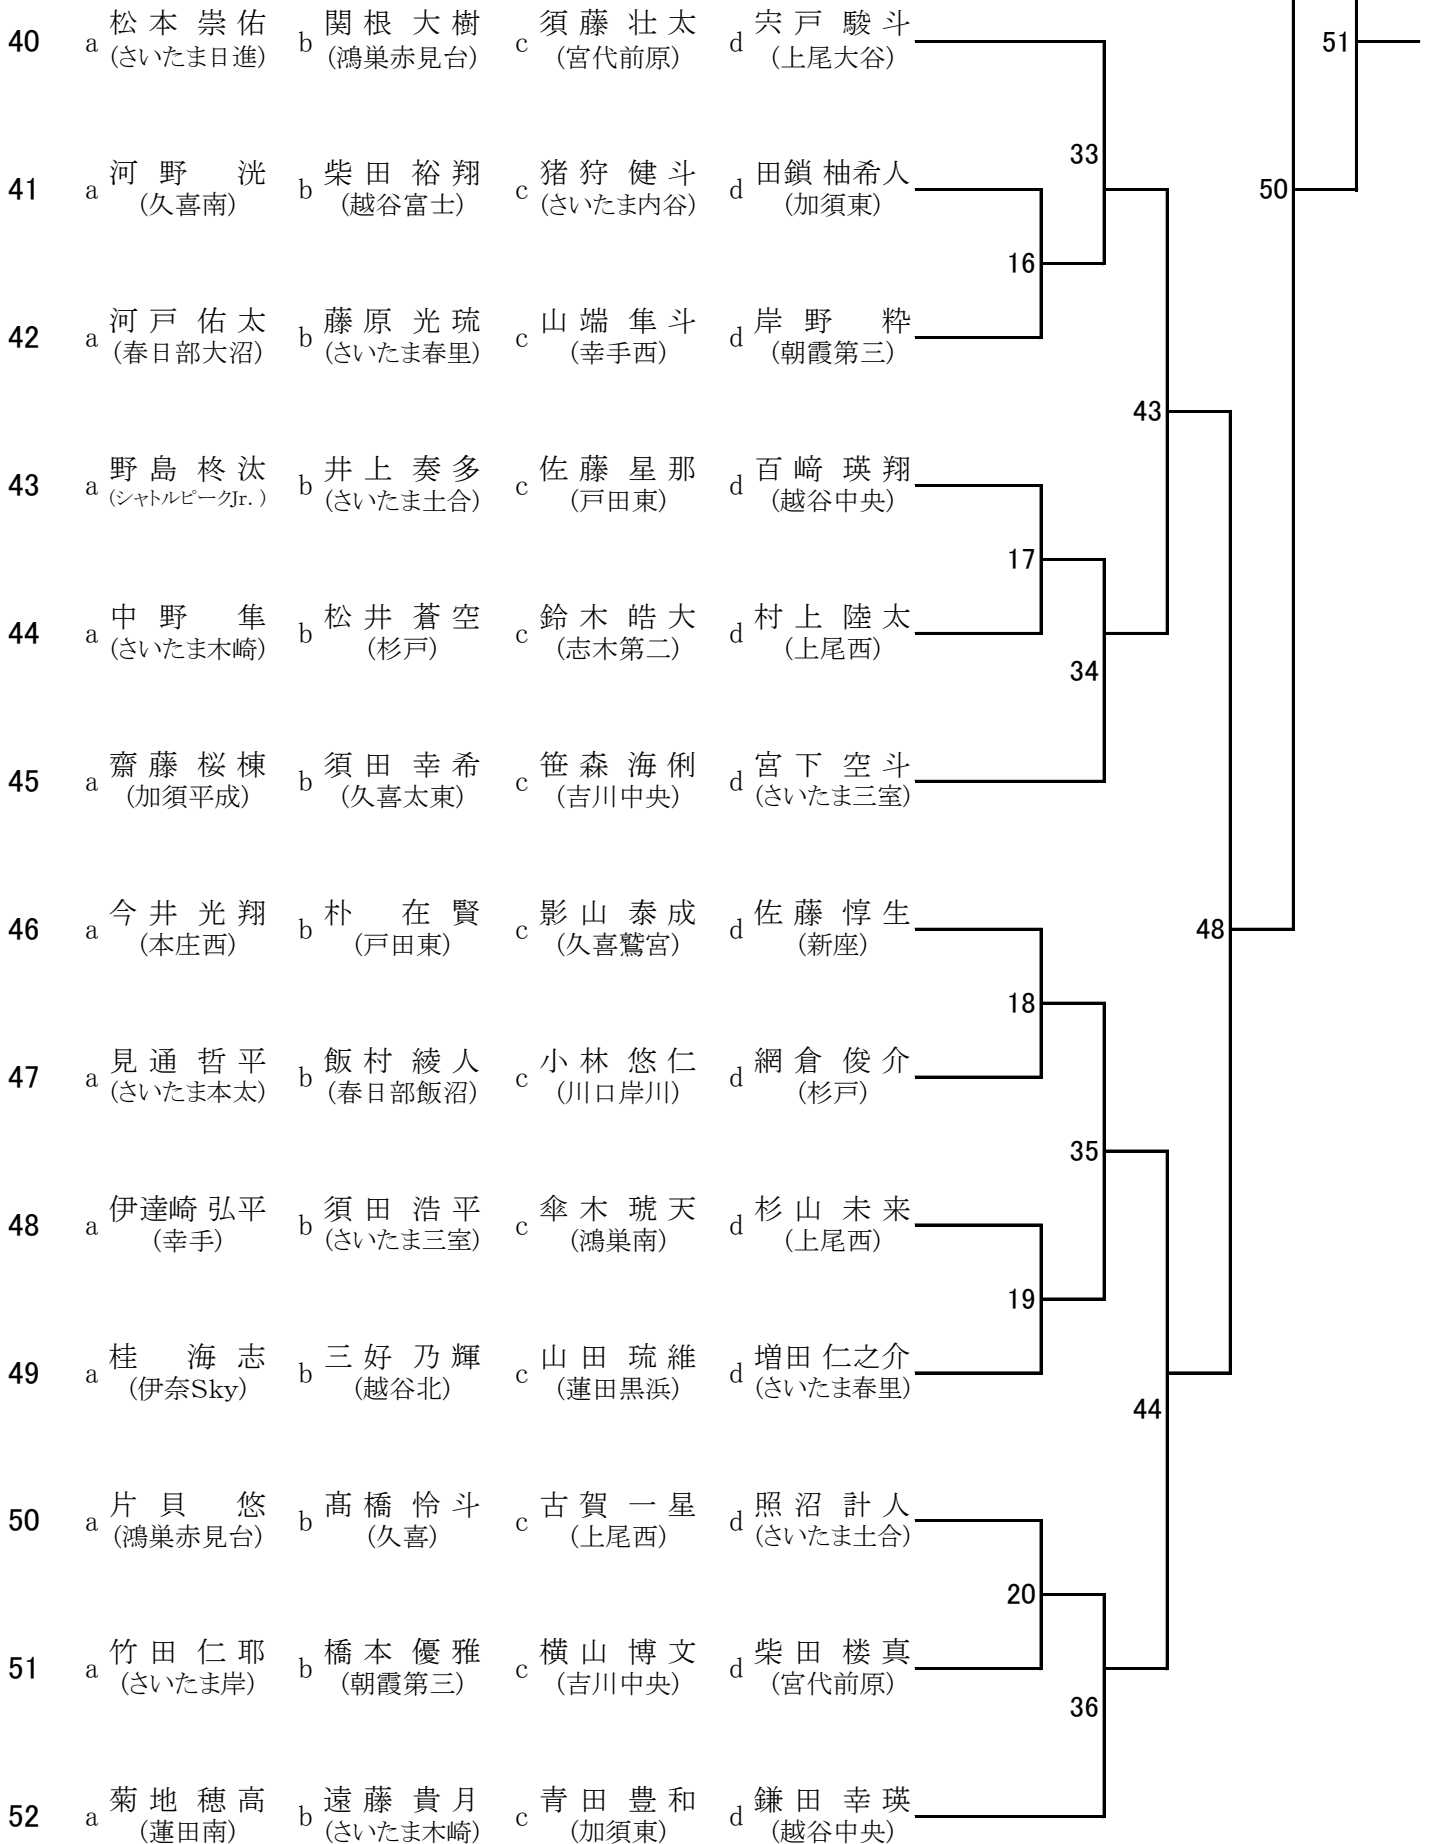 40 a 松本 崇佑 b 関根 大樹 c 須藤 壮太 d 宍戸 駿斗
(さいたま日進) (鴻巣赤見台) (宮代前原) (上尾大谷)
51
33
41 a 河野 洸 b 柴田 裕翔 c 猪狩 健斗 d 田鎖 柚希人
(久喜南) (越谷富士) (さいたま内谷) (加須東)
50
16
42 a 河戸 佑太 b 藤原 光琉 c 山端 隼斗 d 岸野 粋
(春日部大沼) (さいたま春里) (幸手西) (朝霞第三)
43
43 a 野島 柊汰 b 井上 奏多 c 佐藤 星那 d 百﨑 瑛翔
(シャトルピークJr.) (さいたま土合) (戸田東) (越谷中央)
17
44 a 中野 隼 b 松井 蒼空 c 鈴木 皓大 d 村上 陸太
(さいたま木崎) (杉戸) (志木第二) (上尾西)
34
45 a 齋藤 桜棟 b 須田 幸希 c 笹森 海俐 d 宮下 空斗
(加須平成) (久喜太東) (吉川中央) (さいたま三室)
46 a 今井 光翔 b 朴 在賢 c 影山 泰成 d 佐藤 惇生
(本庄西) (戸田東) (久喜鷲宮) (新座)
48
18
47 a 見通 哲平 b 飯村 綾人 c 小林 悠仁 d 網倉 俊介
(さいたま本太) (春日部飯沼) (川口岸川) (杉戸)
35
48 a 伊達崎 弘平 b 須田 浩平 c 傘木 琥天 d 杉山 未来
(幸手) (さいたま三室) (鴻巣南) (上尾西)
19
49 a 桂 海志 b 三好 乃輝 c 山田 琉維 d 増田 仁之介
(伊奈Sky) (越谷北) (蓮田黒浜) (さいたま春里)
44
50 a 片貝 悠 b 髙橋 怜斗 c 古賀 一星 d 照沼 計人
(鴻巣赤見台) (久喜) (上尾西) (さいたま土合)
20
51 a 竹田 仁耶 b 橋本 優雅 c 横山 博文 d 柴田 楼真
(さいたま岸) (朝霞第三) (吉川中央) (宮代前原)
36
52 a 菊地 穂高 b 遠藤 貴月 c 青田 豊和 d 鎌田 幸瑛
(蓮田南) (さいたま木崎) (加須東) (越谷中央)